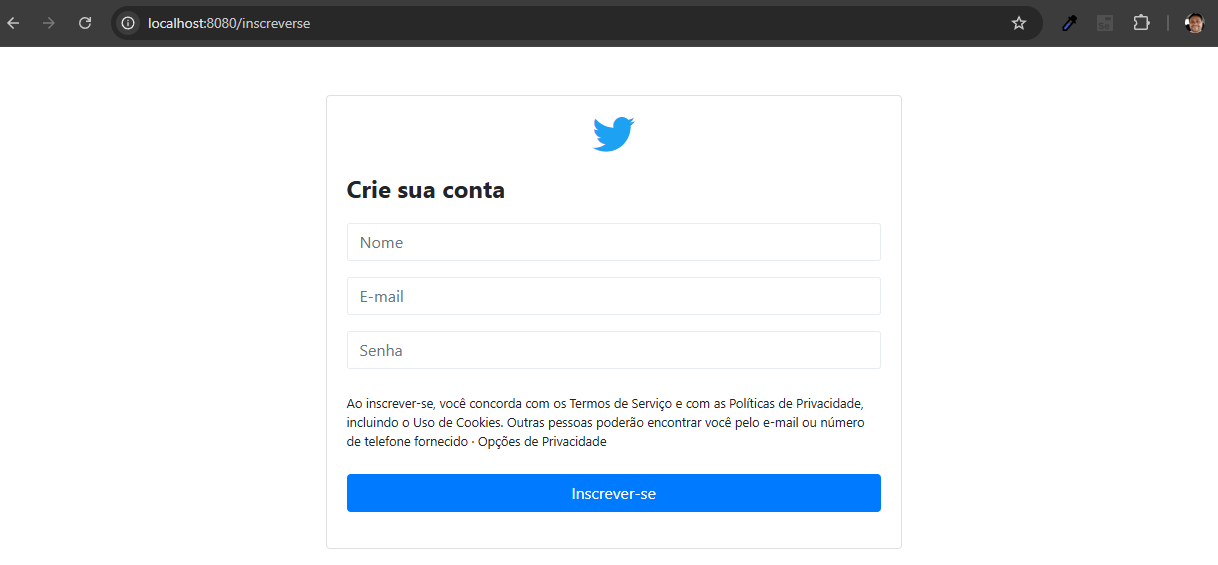 localhost:8080/inscreverse
Crie sua conta
Nome
E-mail
Senha
Ao inscrever-se, você concorda com os Termos de Serviço e com as Políticas de Privacidade,
incluindo o Uso de Cookies. Outras pessoas poderão encontrar você pelo e-mail ou número
de telefone fornecido · Opções de Privacidade
Inscrever-se